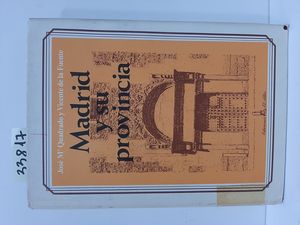 José Mª Quadrado y Vicente de la Fuente
Madrid
y su
provincia
33817